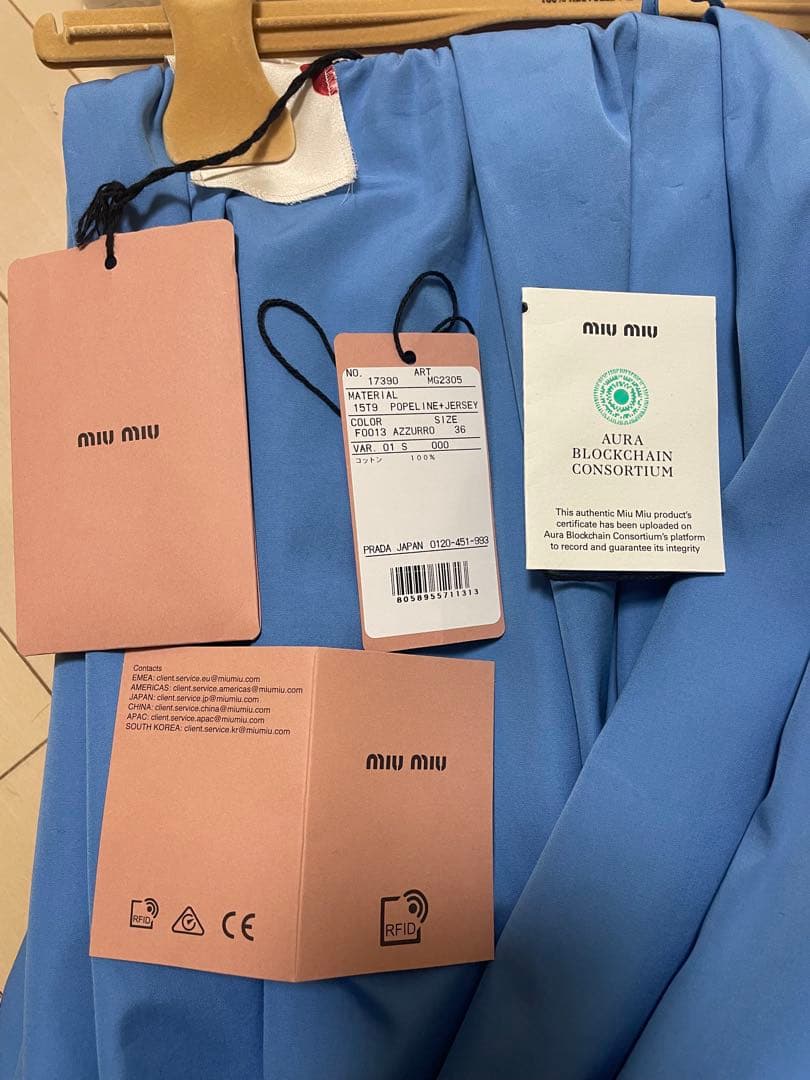 100% RECYCLED
miu miu
NO. ART
17390 MG2305
MATERIAL
15T9 POPELINE+JERSEY
COLOR SIZE
F0013 AZZURRO 36
VAR. 01 S 000
コットン 100%
PRADA JAPAN 0120-451-993
8058955711313
miu miu
AURA
BLOCKCHAIN
CONSORTIUM
This authentic Miu Miu product's
certificate has been uploaded on
Aura Blockchain Consortium's platform
to record and guarantee its integrity
Contacts
EMEA: client.service.eu@miumiu.com
AMERICAS: client.service.americas@miumiu.com
JAPAN: client.service.jp@miumiu.com
CHINA: client.service.china@miumiu.com
APAC: client.service.apac@miumiu.com
SOUTH KOREA: client.service.kr@miumiu.com
miu miu
RFID
CE
RFID